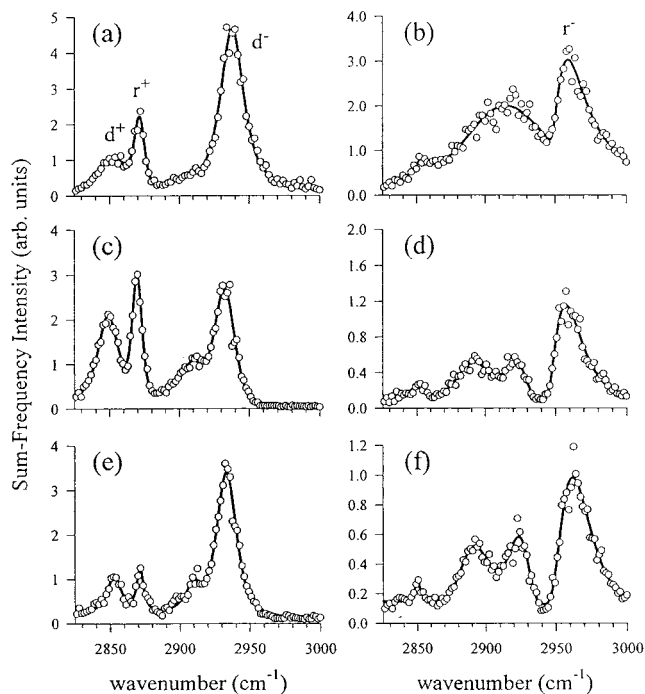 (a)
d⁺
r⁺
d⁻
5
4
3
2
1
0
(b)
r⁻
4.0
3.0
2.0
1.0
0.0
(c)
4
3
2
1
0
(d)
2.0
1.6
1.2
0.8
0.4
0.0
(e)
4
3
2
1
0
2850 2900 2950 3000
(f)
1.2
1.0
0.8
0.6
0.4
0.2
0.0
2850 2900 2950 3000
Sum-Frequency Intensity (arb. units)
wavenumber (cm⁻¹)
wavenumber (cm⁻¹)